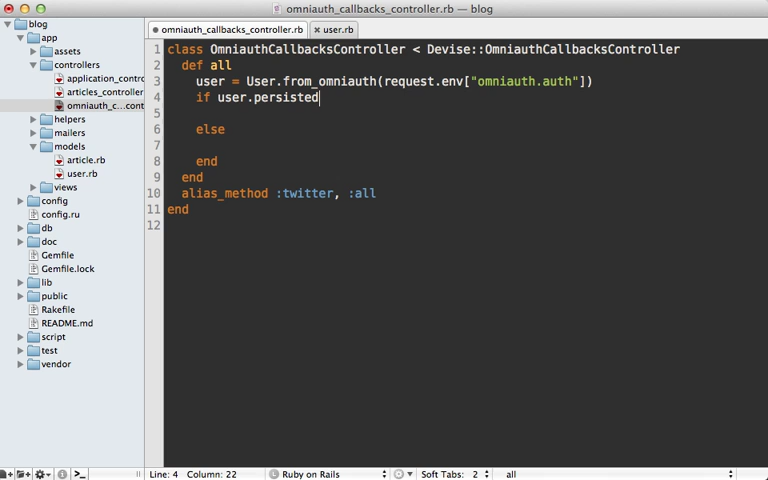 omniauth_callbacks_controller.rb — blog
blog
app
assets
controllers
application_contro
articles_controller
omniauth_c...cont
helpers
mailers
models
article.rb
user.rb
views
config
config.ru
db
doc
Gemfile
Gemfile.lock
lib
public
Rakefile
README.md
script
test
vendor
omniauth_callbacks_controller.rb
user.rb
1 class OmniauthCallbacksController < Devise::OmniauthCallbacksController
2 def all
3 user = User.from_omniauth(request.env["omniauth.auth"])
4 if user.persisted
5
6 else
7
8 end
9 end
10 alias_method :twitter, :all
11 end
12
Line: 4 Column: 22 Ruby on Rails Soft Tabs: 2 all